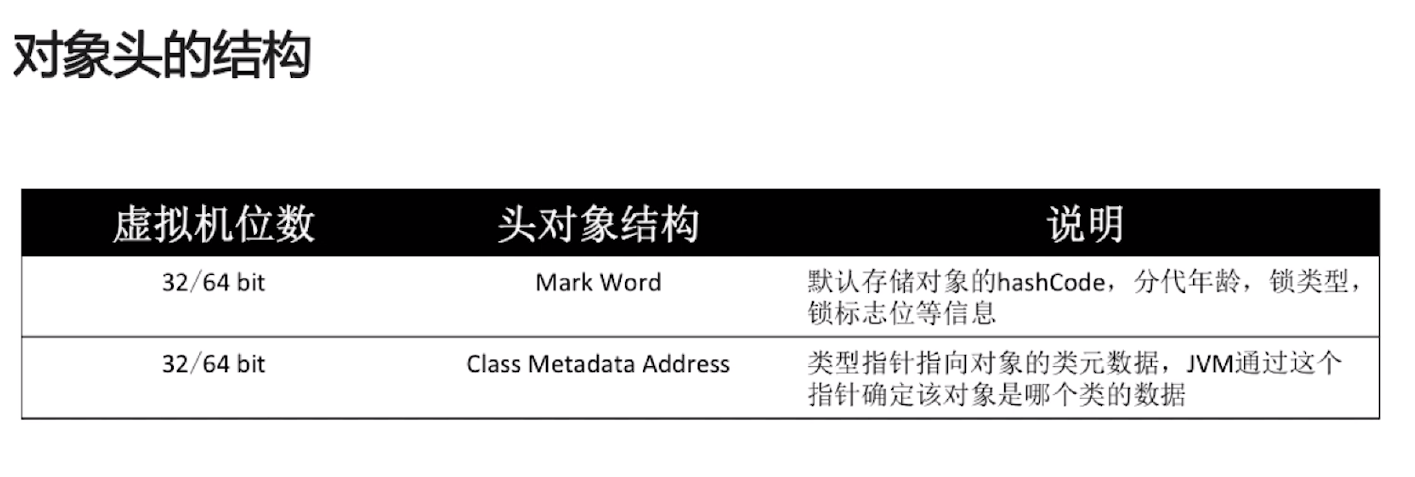 对象头的结构
虚拟机位数 头对象结构 说明
32/64 bit Mark Word 默认存储对象的hashCode，分代年龄，锁类型，
锁标志位等信息
32/64 bit Class Metadata Address 类型指针指向对象的类元数据，JVM通过这个
指针确定该对象是哪个类的数据